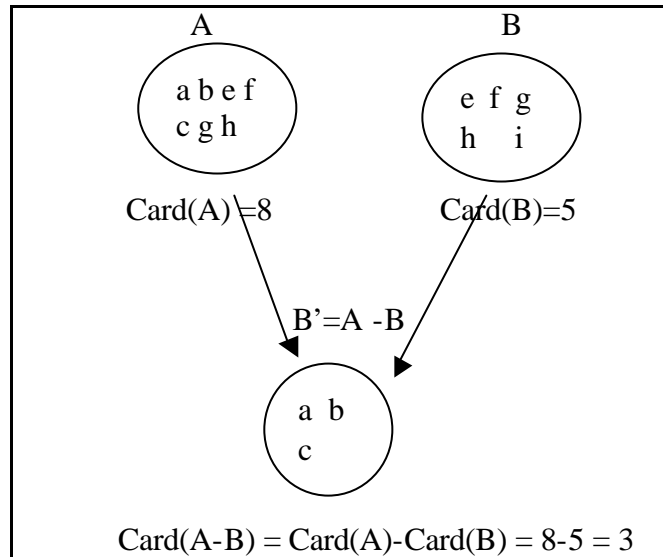 A B
a b e f
c g h
e f g
h i
Card(A) =8
Card(B)=5
B’=A -B
a b
c
Card(A-B) = Card(A)-Card(B) = 8-5 = 3